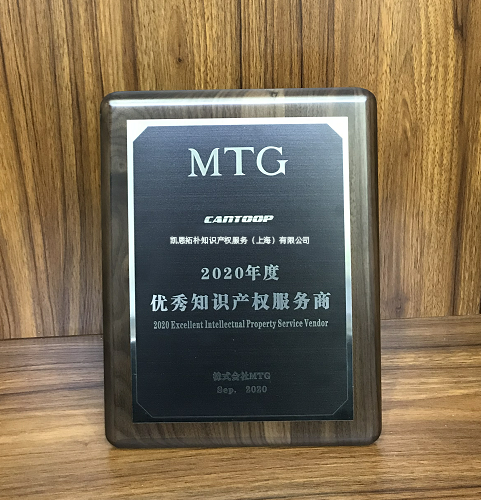 MTG
CANTOOP
凯恩拓朴知识产权服务（上海）有限公司
2020年度
优秀知识产权服务商
2020 Excellent Intellectual Property Service Vendor
株式会社MTG
Sep. 2020